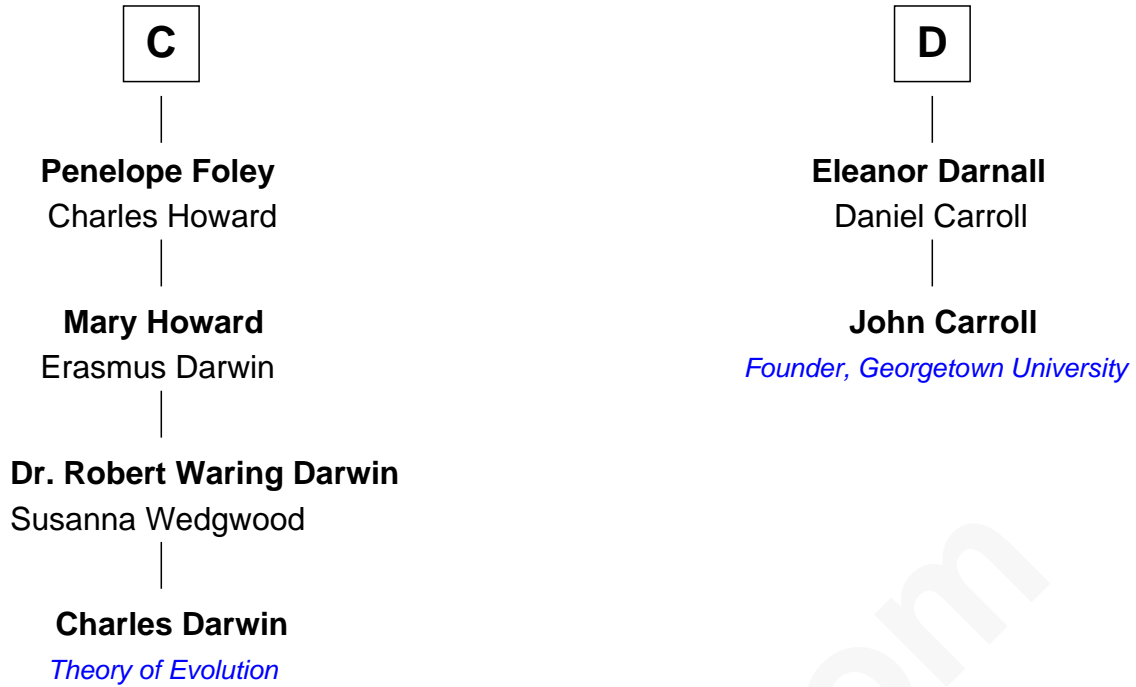 C
Penelope Foley
Charles Howard
Mary Howard
Erasmus Darwin
Dr. Robert Waring Darwin
Susanna Wedgwood
Charles Darwin
Theory of Evolution
D
Eleanor Darnall
Daniel Carroll
John Carroll
Founder, Georgetown University
om